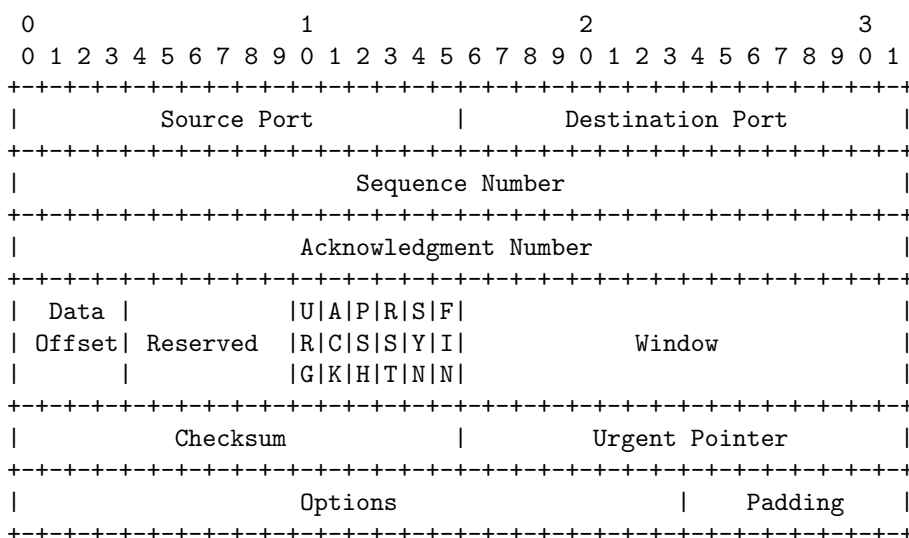 0                   1                   2                   3
0 1 2 3 4 5 6 7 8 9 0 1 2 3 4 5 6 7 8 9 0 1 2 3 4 5 6 7 8 9 0 1
+-+-+-+-+-+-+-+-+-+-+-+-+-+-+-+-+-+-+-+-+-+-+-+-+-+-+-+-+-+-+-+-+
|          Source Port          |       Destination Port        |
+-+-+-+-+-+-+-+-+-+-+-+-+-+-+-+-+-+-+-+-+-+-+-+-+-+-+-+-+-+-+-+-+
|                        Sequence Number                        |
+-+-+-+-+-+-+-+-+-+-+-+-+-+-+-+-+-+-+-+-+-+-+-+-+-+-+-+-+-+-+-+-+
|                    Acknowledgment Number                      |
+-+-+-+-+-+-+-+-+-+-+-+-+-+-+-+-+-+-+-+-+-+-+-+-+-+-+-+-+-+-+-+-+
|  Data |           |U|A|P|R|S|F|                               |
| Offset| Reserved  |R|C|S|S|Y|I|            Window             |
|       |           |G|K|H|T|N|N|                               |
+-+-+-+-+-+-+-+-+-+-+-+-+-+-+-+-+-+-+-+-+-+-+-+-+-+-+-+-+-+-+-+-+
|           Checksum            |         Urgent Pointer        |
+-+-+-+-+-+-+-+-+-+-+-+-+-+-+-+-+-+-+-+-+-+-+-+-+-+-+-+-+-+-+-+-+
|                    Options                    |    Padding    |
+-+-+-+-+-+-+-+-+-+-+-+-+-+-+-+-+-+-+-+-+-+-+-+-+-+-+-+-+-+-+-+-+